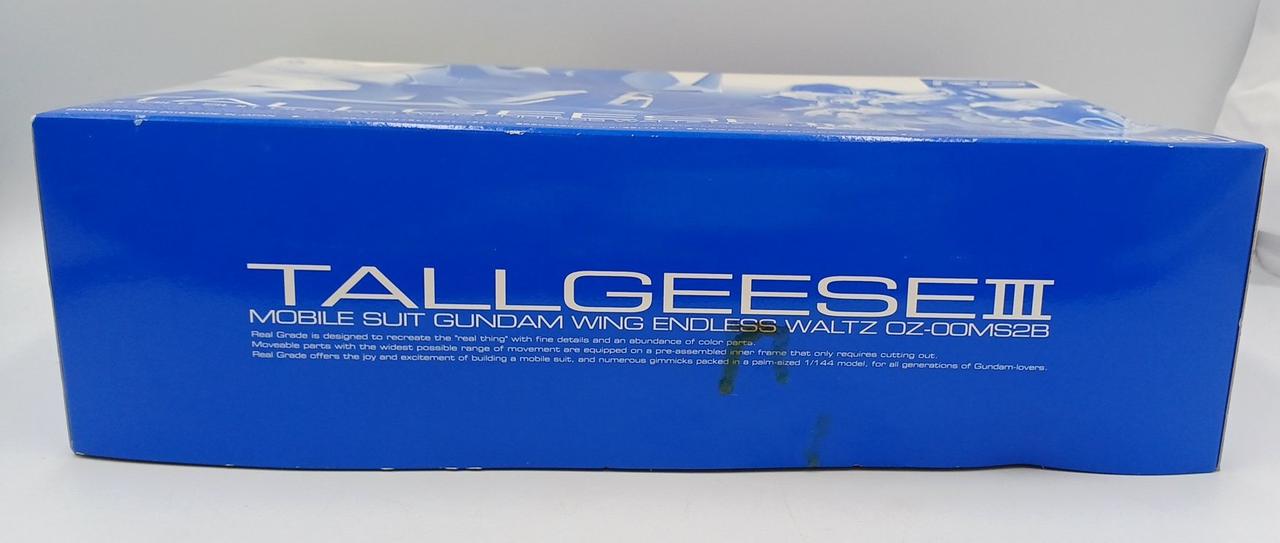 TALLGEESE III
MOBILE SUIT GUNDAM WING ENDLESS WALTZ OZ-00MS2B
Real Grade is designed to recreate the "real thing" with fine details and an abundance of color parts.
Moveable parts with the widest possible range of movement are equipped on a pre-assembled inner frame that only requires cutting out.
Real Grade offers the joy and excitement of building a mobile suit, and numerous gimmicks packed in a palm-sized 1/144 model, for all generations of Gundam-lovers.